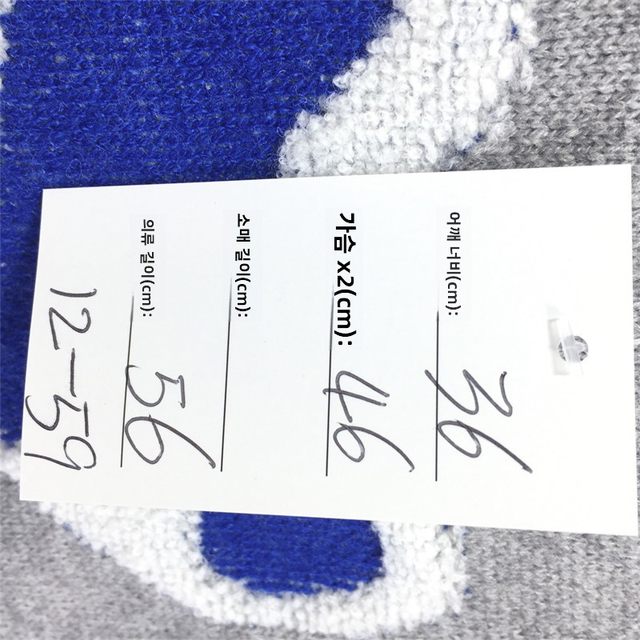 어깨 너비(cm): 36
가슴 x2(cm): 46
소매 길이(cm):
의류 길이(cm): 56
12-59